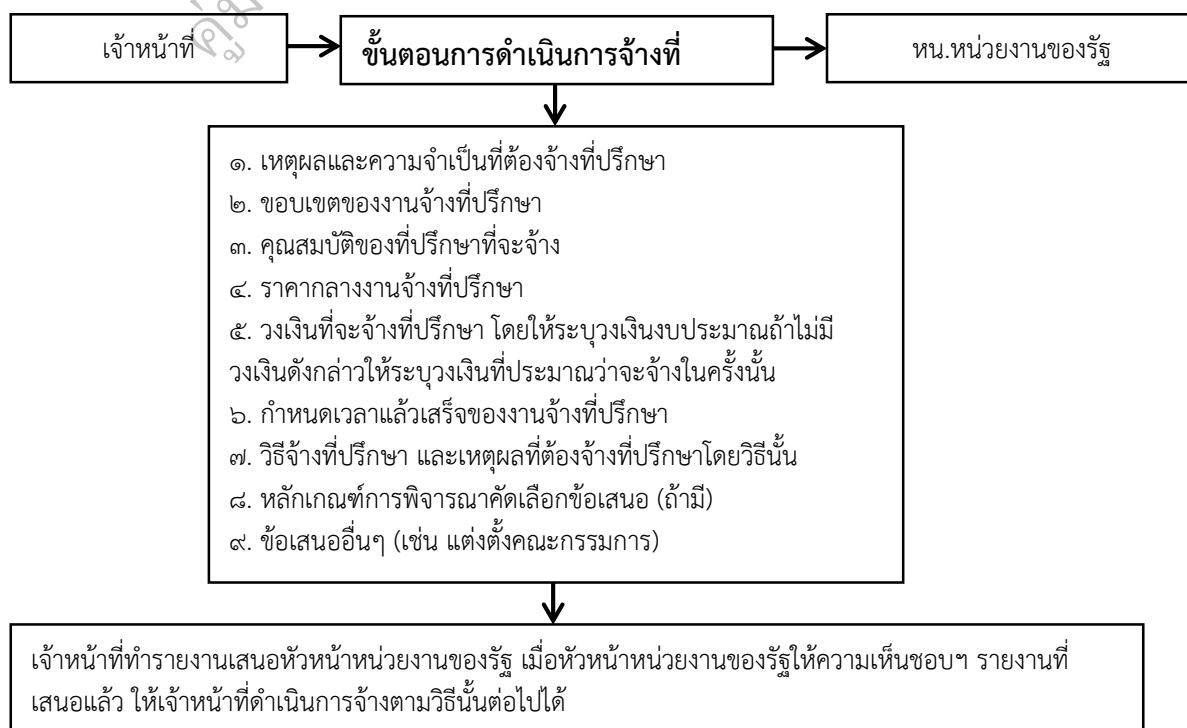 เจ้าหน้าที่
ขั้นตอนการดำเนินการจ้างที่
หน.หน่วยงานของรัฐ
๑. เหตุผลและความจำเป็นที่ต้องจ้างที่ปรึกษา
๒. ขอบเขตของงานจ้างที่ปรึกษา
๓. คุณสมบัติของที่ปรึกษาที่จะจ้าง
๔. ราคากลางงานจ้างที่ปรึกษา
๕. วงเงินที่จะจ้างที่ปรึกษา โดยให้ระบุวงเงินงบประมาณถ้าไม่มี
วงเงินดังกล่าวให้ระบุวงเงินที่ประมาณว่าจะจ้างในครั้งนั้น
๖. กำหนดเวลาแล้วเสร็จของงานจ้างที่ปรึกษา
๗. วิธีจ้างที่ปรึกษา และเหตุผลที่ต้องจ้างที่ปรึกษาโดยวิธีนั้น
๘. หลักเกณฑ์การพิจารณาคัดเลือกข้อเสนอ (ถ้ามี)
๙. ข้อเสนออื่นๆ (เช่น แต่งตั้งคณะกรรมการ)
เจ้าหน้าที่ทำรายงานเสนอหัวหน้าหน่วยงานของรัฐ เมื่อหัวหน้าหน่วยงานของรัฐให้ความเห็นชอบฯ รายงานที่
เสนอแล้ว ให้เจ้าหน้าที่ดำเนินการจ้างตามวิธีนั้นต่อไปได้